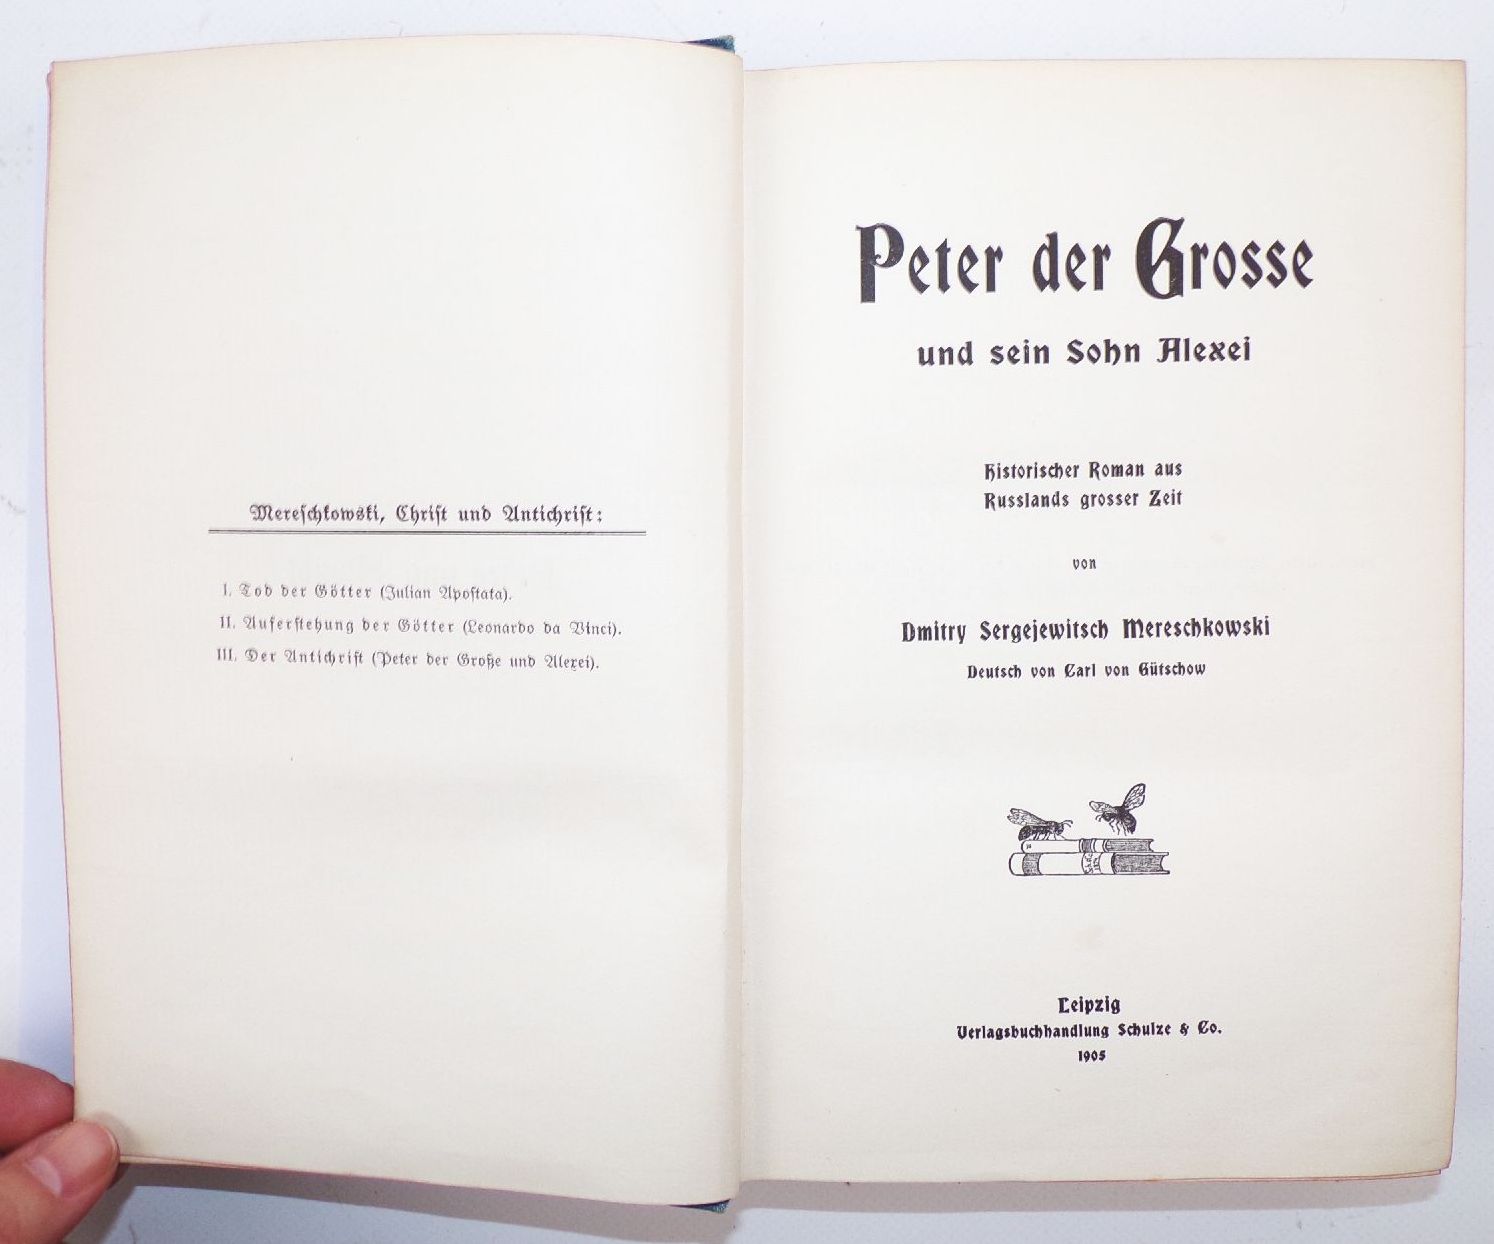 Mereschkowski, Christ und Antichrist:
I. Tod der Götter (Julian Apostata).
II. Auferstehung der Götter (Leonardo da Vinci).
III. Der Antichrist (Peter der Große und Alexei).
Peter der Grosse
und sein Sohn Alexei
Historischer Roman aus
Russlands grosser Zeit
von
Dmitry Sergejewitsch Mereschkowski
Deutsch von Carl von Gütschow
Leipzig
Verlagsbuchhandlung Schulze & Co.
1905